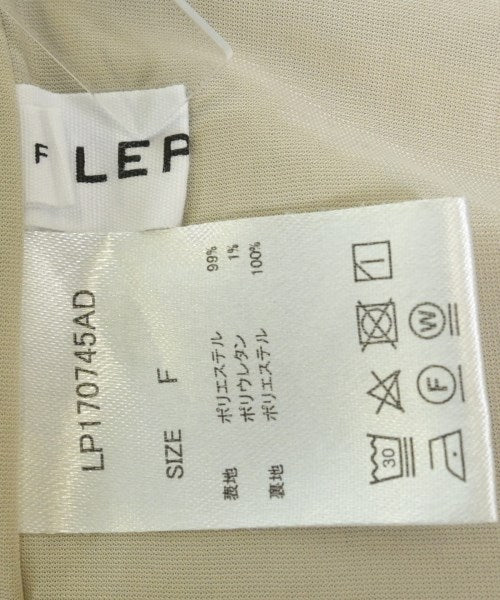 F
LEP
LP170745AD
SIZE F
表地 ポリエステル 99%
ポリウレタン 1%
裏地 ポリエステル 100%
30
F
W